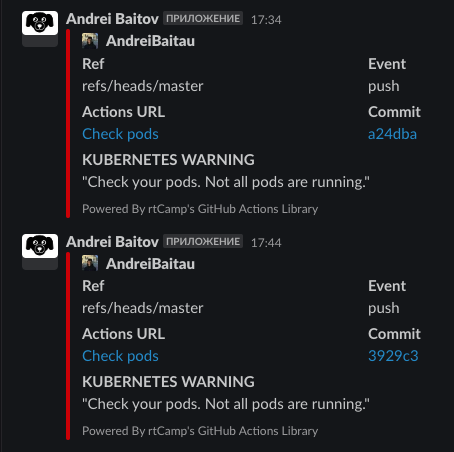 Andrei Baitov ПРИЛОЖЕНИЕ 17:34
AndreiBaitau
Ref Event
refs/heads/master push
Actions URL Commit
Check pods a24dba
KUBERNETES WARNING
"Check your pods. Not all pods are running."
Powered By rtCamp's GitHub Actions Library
Andrei Baitov ПРИЛОЖЕНИЕ 17:44
AndreiBaitau
Ref Event
refs/heads/master push
Actions URL Commit
Check pods 3929c3
KUBERNETES WARNING
"Check your pods. Not all pods are running."
Powered By rtCamp's GitHub Actions Library